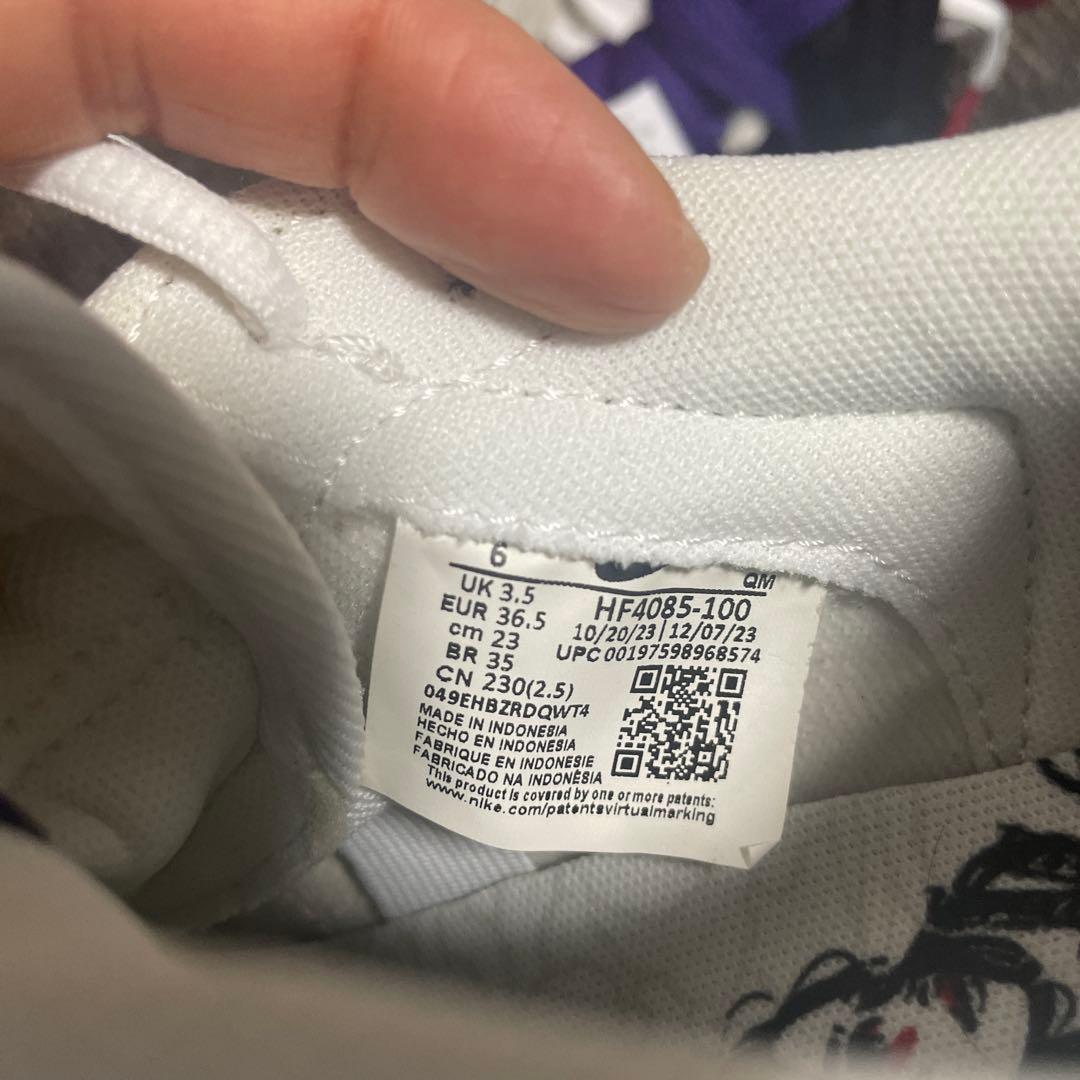 6
QM
UK 3.5
EUR 36.5
cm 23
BR 35
CN 230(2.5)
HF4085-100
10/20/23 | 12/07/23
UPC 00197598968574
049EHBZRDQWT4
MADE IN INDONESIA
HECHO EN INDONESIA
FABRIQUE EN INDONESIE
FABRICADO NA INDONÉSIA
This product is covered by one or more patents:
www.nike.com/patentsvirtualmarking